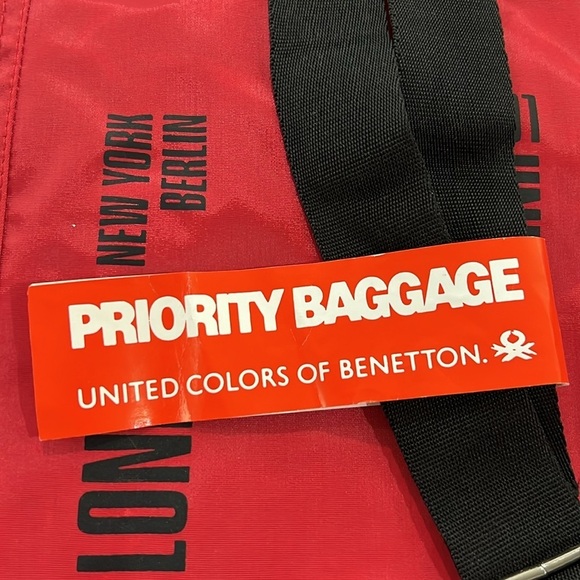 NEW YORK
BERLIN
PRIORITY BAGGAGE
UNITED COLORS OF BENETTON.